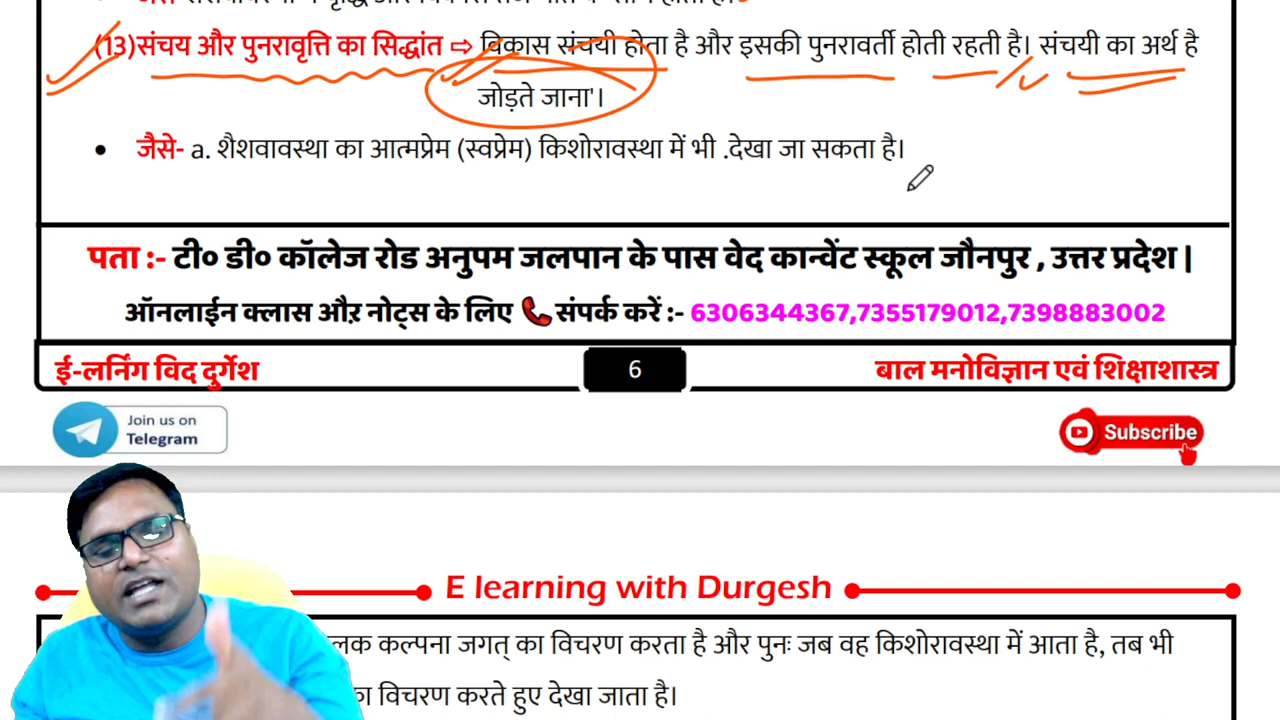 (13)संचय और पुनरावृत्ति का सिद्धांत ⇨ विकास संचयी होता है और इसकी पुनरावर्ती होती रहती है। संचयी का अर्थ है
जोड़ते जाना'।
• जैसे- a. शैशवावस्था का आत्मप्रेम (स्वप्रेम) किशोरावस्था में भी .देखा जा सकता है।
पता :- टी० डी० कॉलेज रोड अनुपम जलपान के पास वेद कान्वेंट स्कूल जौनपुर , उत्तर प्रदेश |
ऑनलाईन क्लास और नोट्स के लिए 📞संपर्क करें :- 6306344367,7355179012,7398883002
ई-लर्निंग विद दुर्गेश 6 बाल मनोविज्ञान एवं शिक्षाशास्त्र
Join us on
Telegram
Subscribe
E learning with Durgesh
कल्पना जगत् का विचरण करता है और पुनः जब वह किशोरावस्था में आता है, तब भी
विचरण करते हुए देखा जाता है।